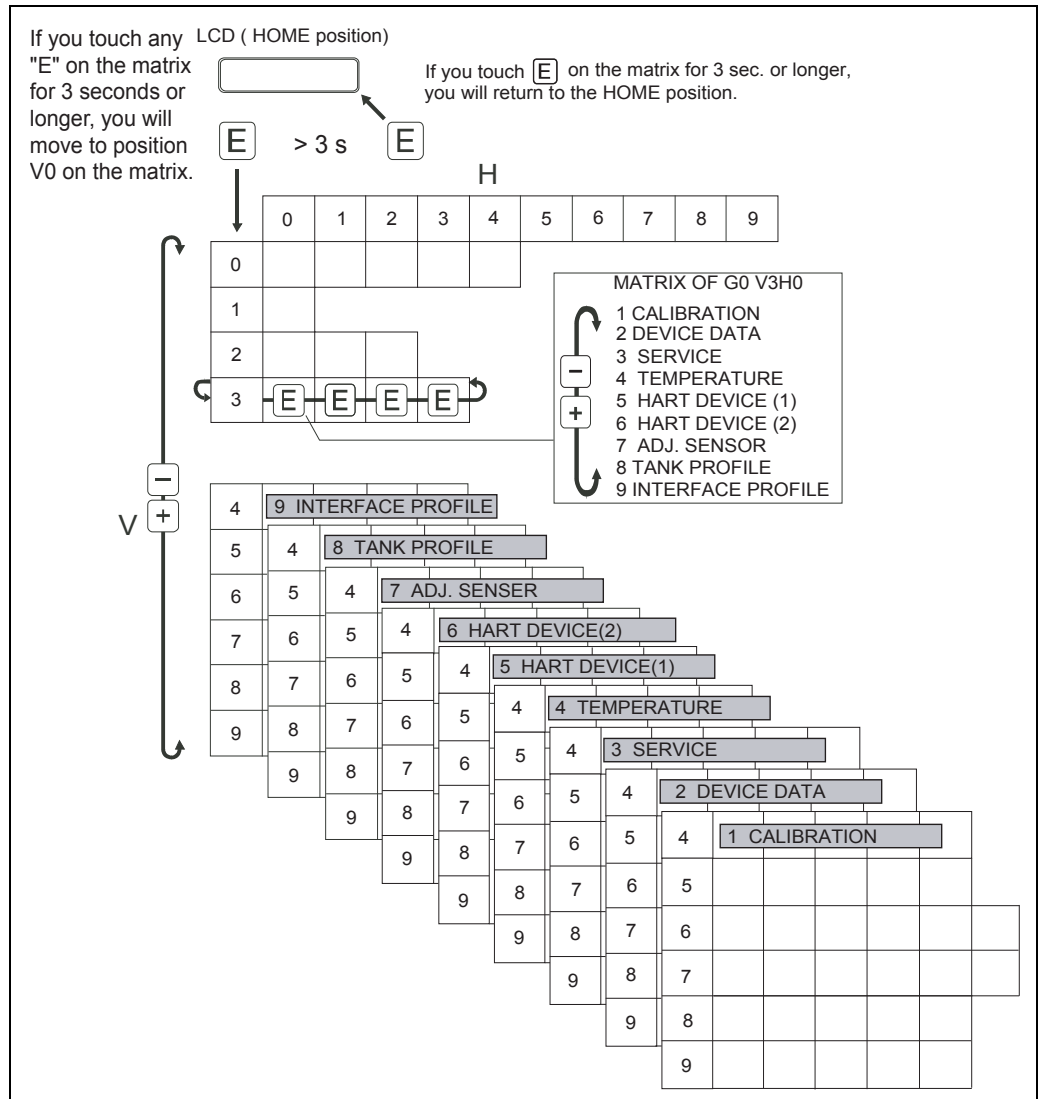 If you touch any
"E" on the matrix
for 3 seconds or
longer, you will
move to position
V0 on the matrix.
LCD ( HOME position)
If you touch E on the matrix for 3 sec. or longer,
you will return to the HOME position.
E > 3 s E
H
0 1 2 3 4 5 6 7 8 9
0
1
2
3 E E E E
MATRIX OF G0 V3H0
1 CALIBRATION
2 DEVICE DATA
3 SERVICE
4 TEMPERATURE
5 HART DEVICE (1)
6 HART DEVICE (2)
7 ADJ. SENSOR
8 TANK PROFILE
9 INTERFACE PROFILE
-
+
V
-
+
4 9 INTERFACE PROFILE
5 4 8 TANK PROFILE
6 5 4 7 ADJ. SENSER
7 6 5 4 6 HART DEVICE(2)
8 7 6 5 4 5 HART DEVICE(1)
9 8 7 6 5 4 4 TEMPERATURE
9 8 7 6 5 4 3 SERVICE
9 8 7 6 5 4 2 DEVICE DATA
9 8 7 6 5 4 1 CALIBRATION
9 8 7 6 5
9 8 7 6
9 8 7
9 8
9